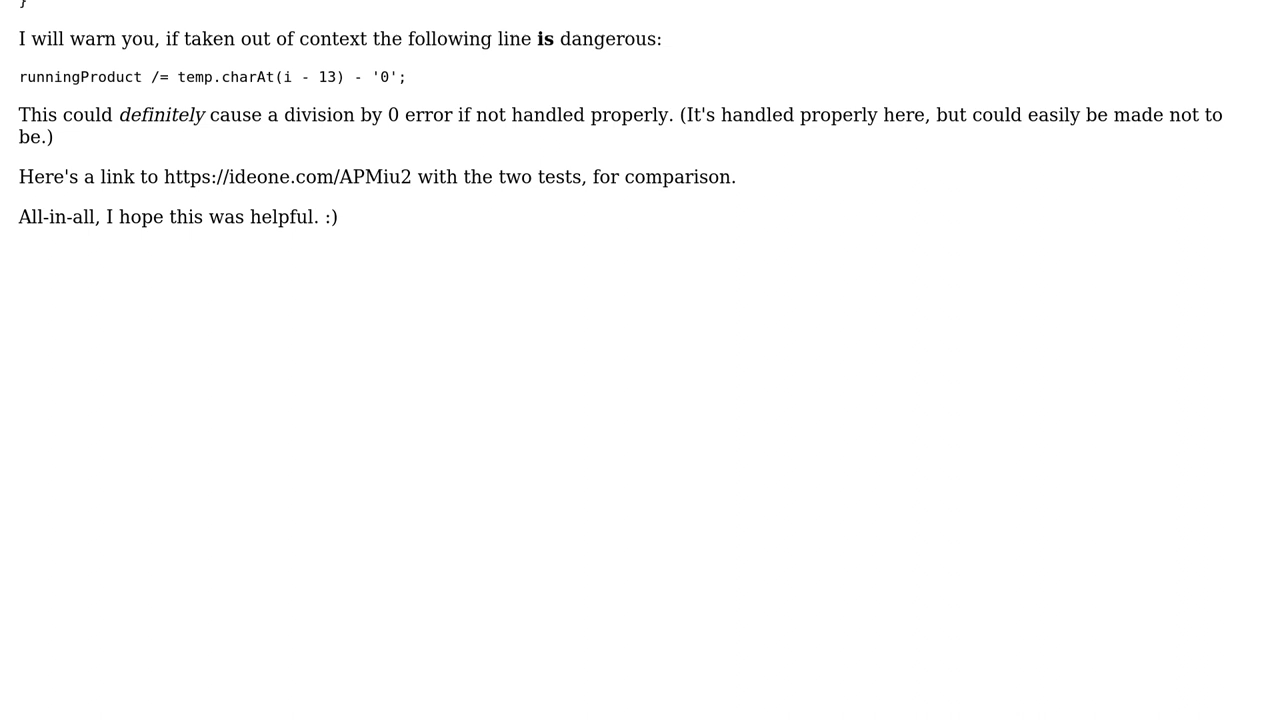 }
I will warn you, if taken out of context the following line is dangerous:
runningProduct /= temp.charAt(i - 13) - '0';
This could definitely cause a division by 0 error if not handled properly. (It's handled properly here, but could easily be made not to
be.)
Here's a link to https://ideone.com/APMiu2 with the two tests, for comparison.
All-in-all, I hope this was helpful. :)